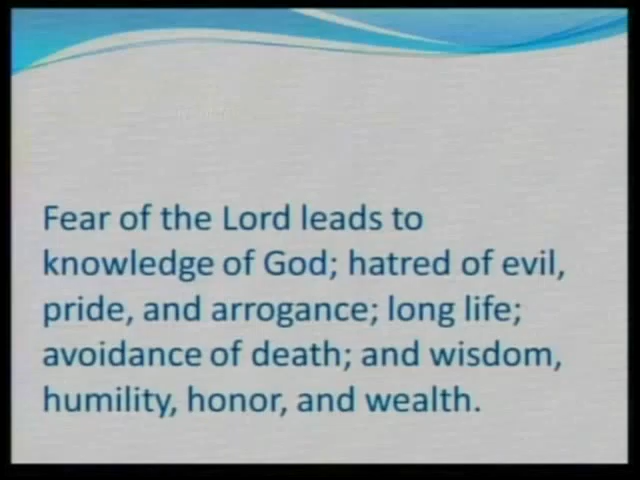 Fear of the Lord leads to
knowledge of God; hatred of evil,
pride, and arrogance; long life;
avoidance of death; and wisdom,
humility, honor, and wealth.